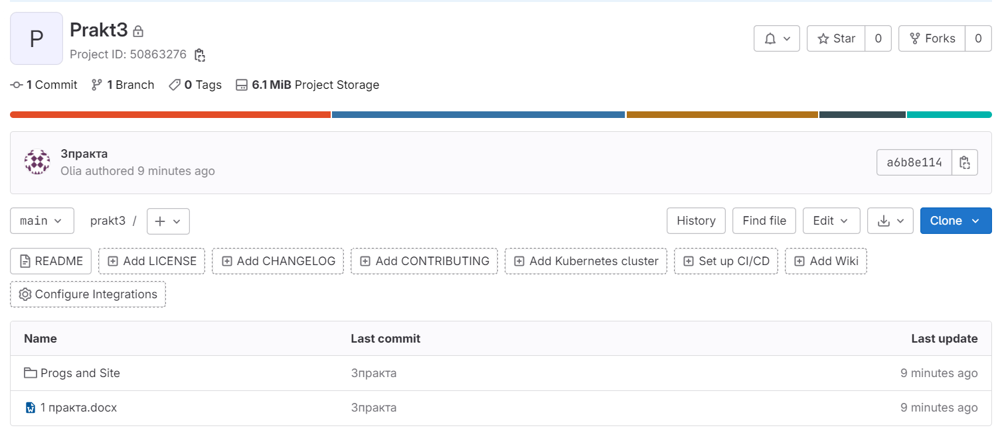 P
Prakt3
Project ID: 50863276
Star 0 Forks 0
1 Commit 1 Branch 0 Tags 6.1 MiB Project Storage
3практа
Olia authored 9 minutes ago
a6b8e114
main prakt3 / History Find file Edit Clone
README Add LICENSE Add CHANGELOG Add CONTRIBUTING Add Kubernetes cluster Set up CI/CD Add Wiki
Configure Integrations
Name Last commit Last update
Progs and Site 3практа 9 minutes ago
1 практа.docx 3практа 9 minutes ago